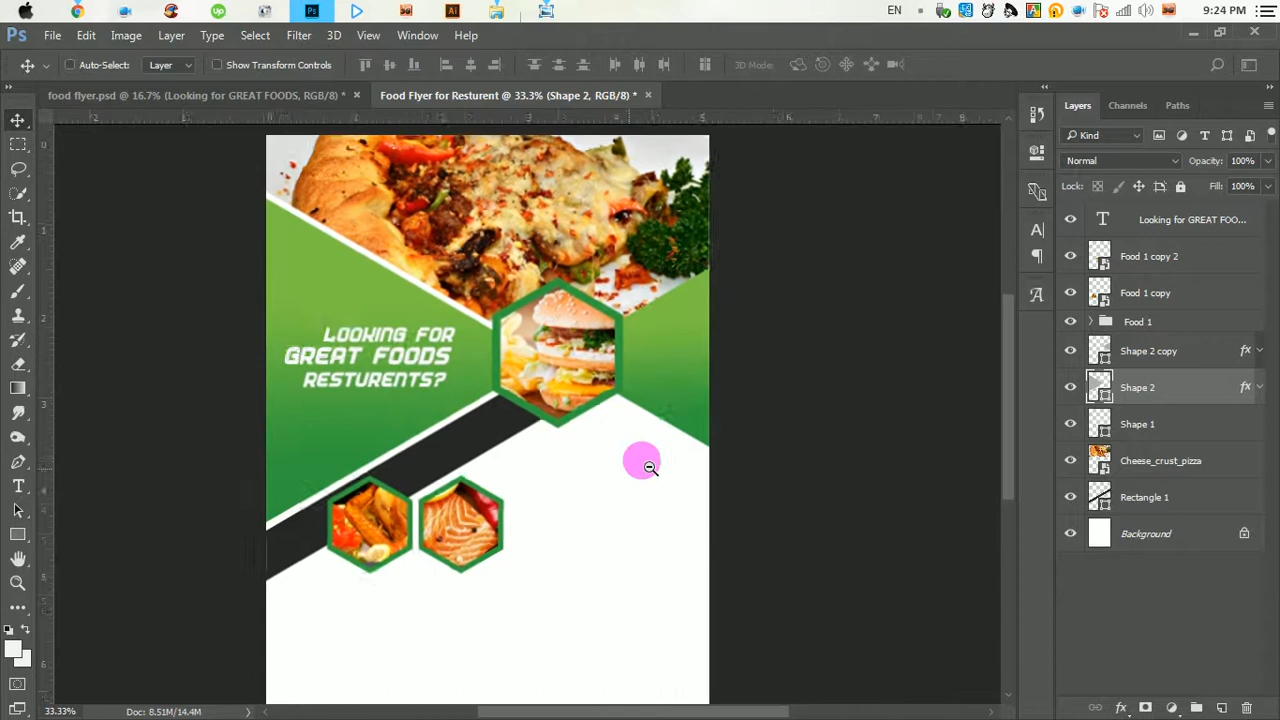 EN
9:24 PM
Ps File Edit Image Layer Type Select Filter 3D View Window Help
Auto-Select: Layer Show Transform Controls 3D Mode:
food flyer.psd @ 16.7% (Looking for GREAT FOODS, RGB/8) * × Food Flyer for Resturent @ 33.3% (Shape 2, RGB/8) * ×
Layers Channels Paths
Kind
Normal Opacity: 100%
Lock: Fill: 100%
Looking for GREAT FOO...
Food 1 copy 2
Food 1 copy
Food 1
Shape 2 copy fx
Shape 2 fx
Shape 1
Cheese_crust_pizza
Rectangle 1
Background
LOOKING FOR
GREAT FOODS
RESTURENTS?
33.33% Doc: 8.51M/14.4M